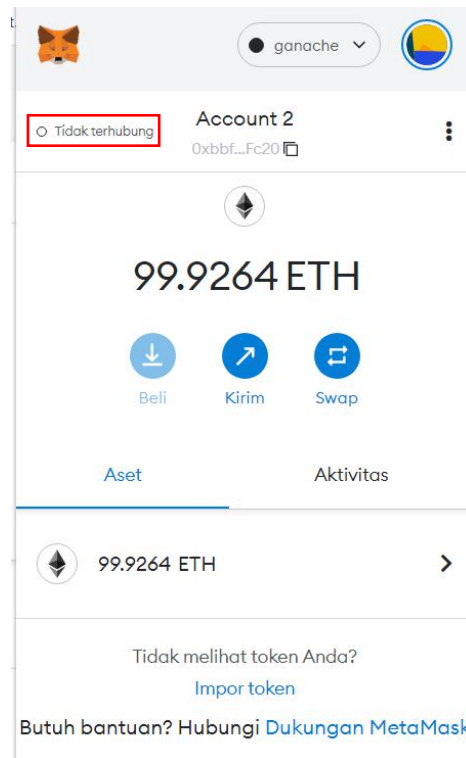 ganache
Tidak terhubung
Account 2
0xbbf...Fc20
99.9264 ETH
Beli
Kirim
Swap
Aset
Aktivitas
99.9264 ETH
Tidak melihat token Anda?
Impor token
Butuh bantuan? Hubungi Dukungan MetaMask